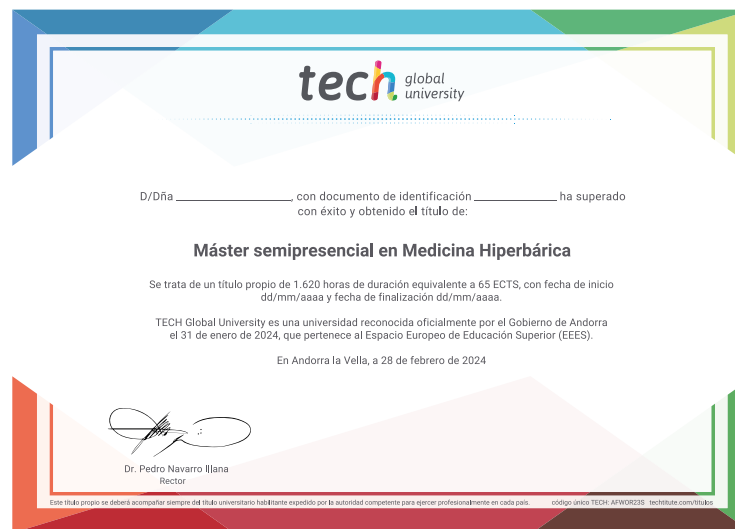 tech global university
D/Dña ____________, con documento de identificación ____________ ha superado
con éxito y obtenido el título de:
Máster semipresencial en Medicina Hiperbárica
Se trata de un título propio de 1.620 horas de duración equivalente a 65 ECTS, con fecha de inicio
dd/mm/aaaa y fecha de finalización dd/mm/aaaa.
TECH Global University es una universidad reconocida oficialmente por el Gobierno de Andorra
el 31 de enero de 2024, que pertenece al Espacio Europeo de Educación Superior (EEES).
En Andorra la Vella, a 28 de febrero de 2024
Dr. Pedro Navarro Illana
Rector
Este título propio se deberá acompañar siempre del título universitario habilitante expedido por la autoridad competente para ejercer profesionalmente en cada país. código único TECH: AFWOR23S techtitute.com/titulos